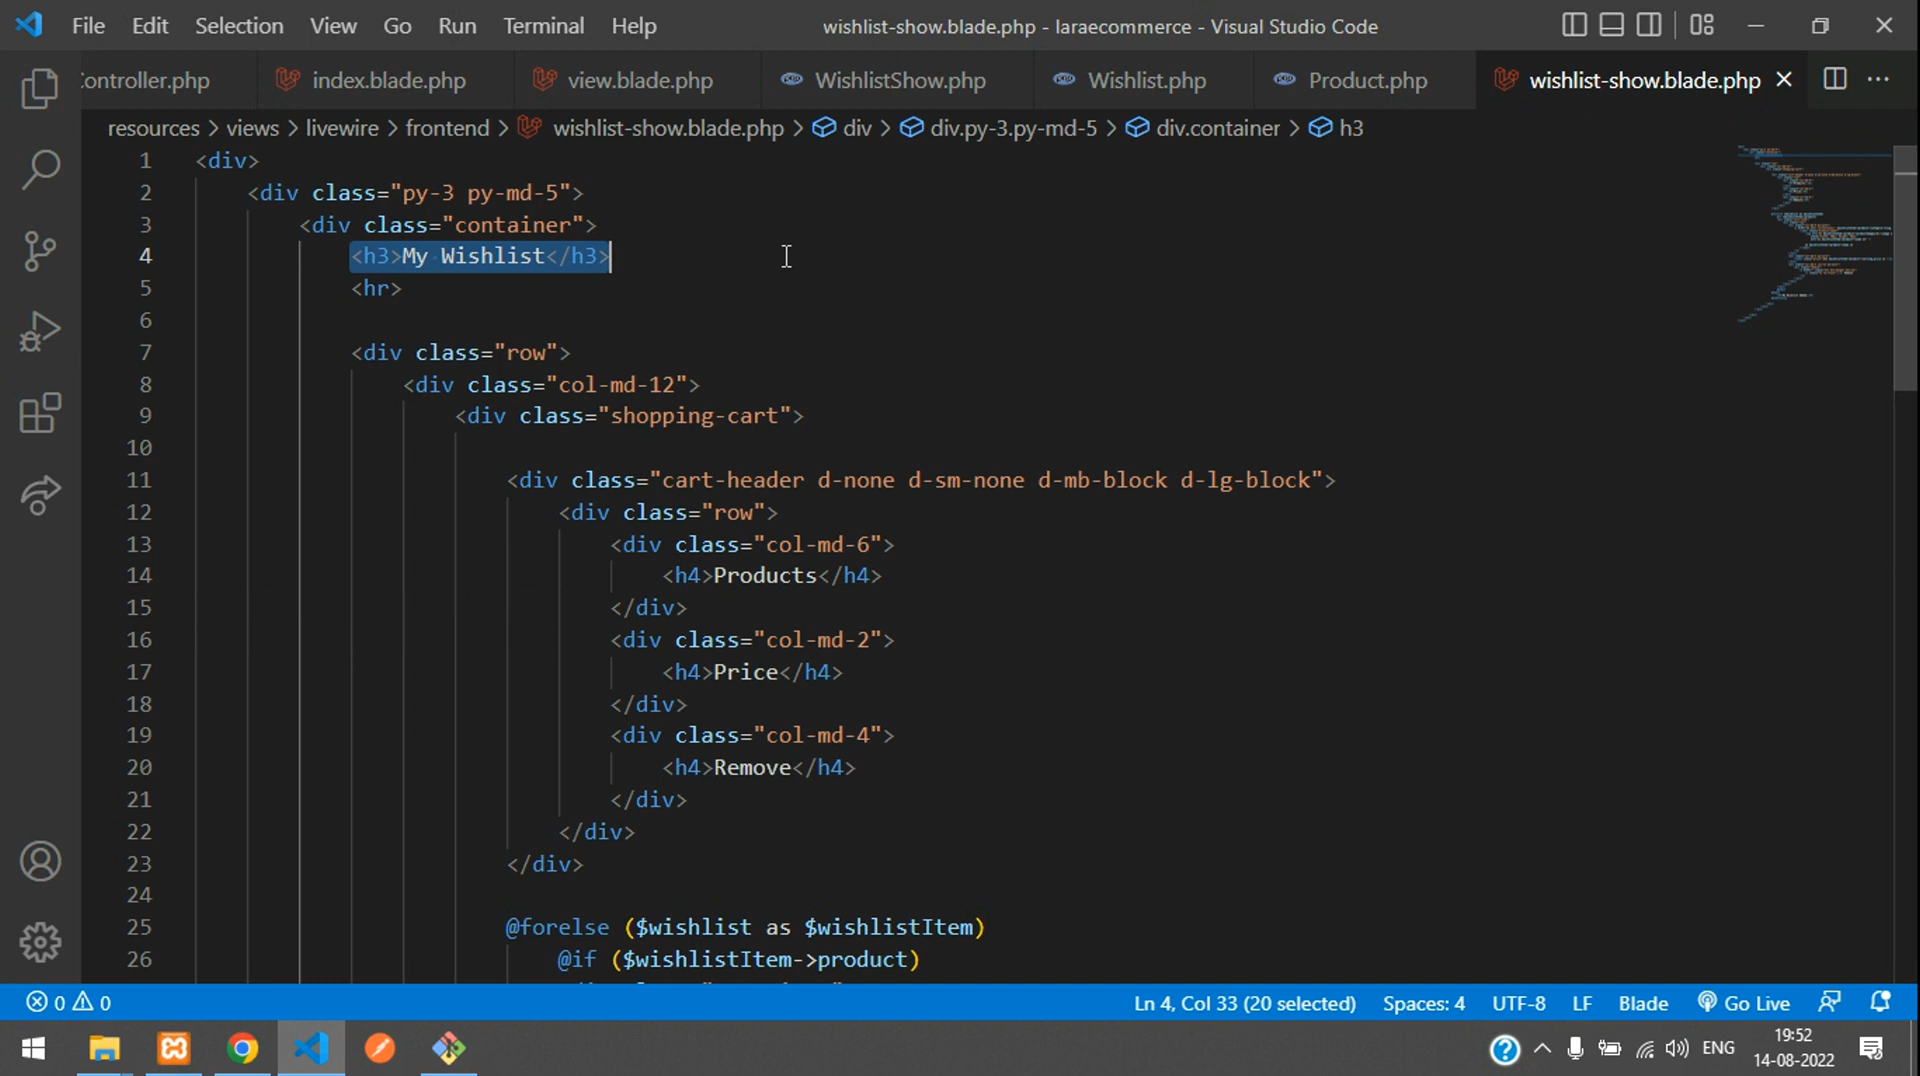 File Edit Selection View Go Run Terminal Help wishlist-show.blade.php - laraecommerce - Visual Studio Code
ontroller.php index.blade.php view.blade.php WishlistShow.php Wishlist.php Product.php wishlist-show.blade.php
resources > views > livewire > frontend > wishlist-show.blade.php > div > div.py-3.py-md-5 > div.container > h3
1 <div>
2 <div class="py-3 py-md-5">
3 <div class="container">
4 <h3>My Wishlist</h3>
5 <hr>
6
7 <div class="row">
8 <div class="col-md-12">
9 <div class="shopping-cart">
10
11 <div class="cart-header d-none d-sm-none d-mb-block d-lg-block">
12 <div class="row">
13 <div class="col-md-6">
14 <h4>Products</h4>
15 </div>
16 <div class="col-md-2">
17 <h4>Price</h4>
18 </div>
19 <div class="col-md-4">
20 <h4>Remove</h4>
21 </div>
22 </div>
23 </div>
24
25 @forelse ($wishlist as $wishlistItem)
26 @if ($wishlistItem->product)
0 0 Ln 4, Col 33 (20 selected) Spaces: 4 UTF-8 LF Blade Go Live
ENG 19:52
14-08-2022